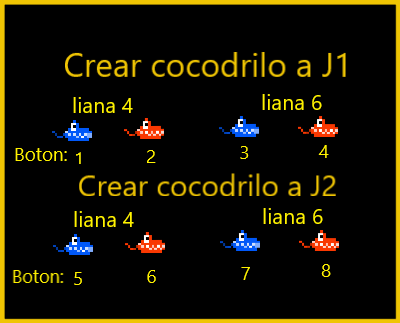 Crear cocodrilo a J1
liana 4 liana 6
Boton: 1 2 3 4
Crear cocodrilo a J2
liana 4 liana 6
Boton: 5 6 7 8